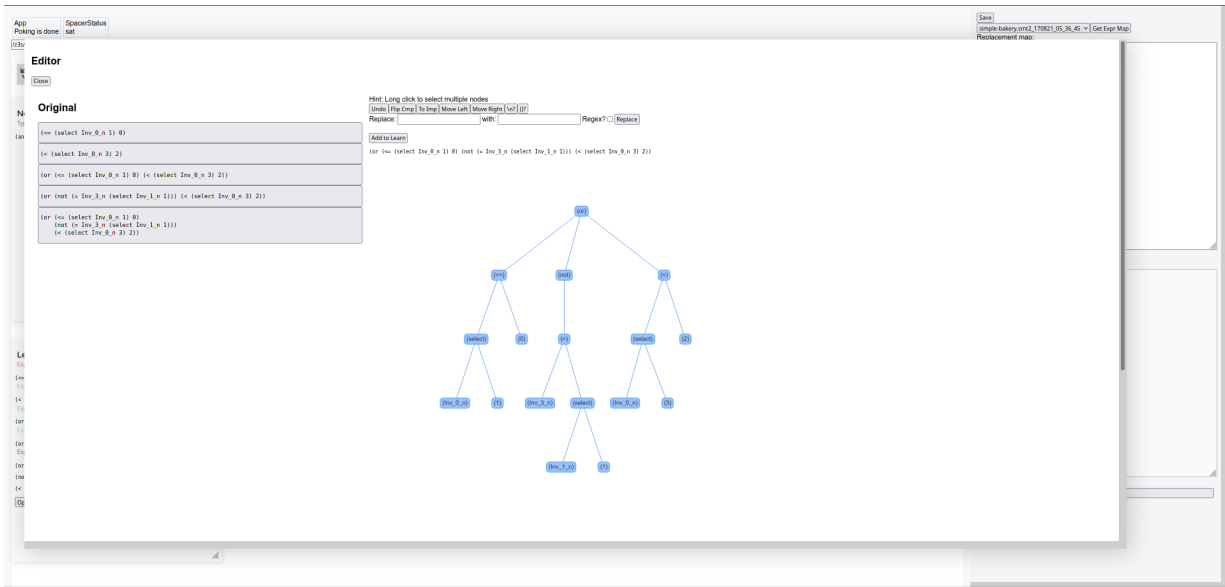 App
Poking is done
SpacerStatus
sat
Save
simple-bakery.smt2_170821_05_36_45 Get Expr Map
Replacement map:
Editor
Close
Original
(<= (select Inv_0_n 1) 0)
(< (select Inv_0_n 3) 2)
(or (<= (select Inv_0_n 1) 0) (< (select Inv_0_n 3) 2))
(or (not (= Inv_3_n (select Inv_1_n 1))) (< (select Inv_0_n 3) 2))
(or (<= (select Inv_0_n 1) 0)
(not (= Inv_3_n (select Inv_1_n 1)))
(< (select Inv_0_n 3) 2))
Hint: Long click to select multiple nodes
Undo Flip Cmp To Imp Move Left Move Right \n? ()?
Replace: with: Regex? Replace
Add to Learn
(or (<= (select Inv_0_n 1) 0) (not (= Inv_3_n (select Inv_1_n 1))) (< (select Inv_0_n 3) 2))
(or)
(<=) (not) (<)
(select) (0) (=) (select) (2)
(Inv_0_n) (1) (Inv_3_n) (select) (Inv_0_n) (3)
(Inv_1_n) (1)